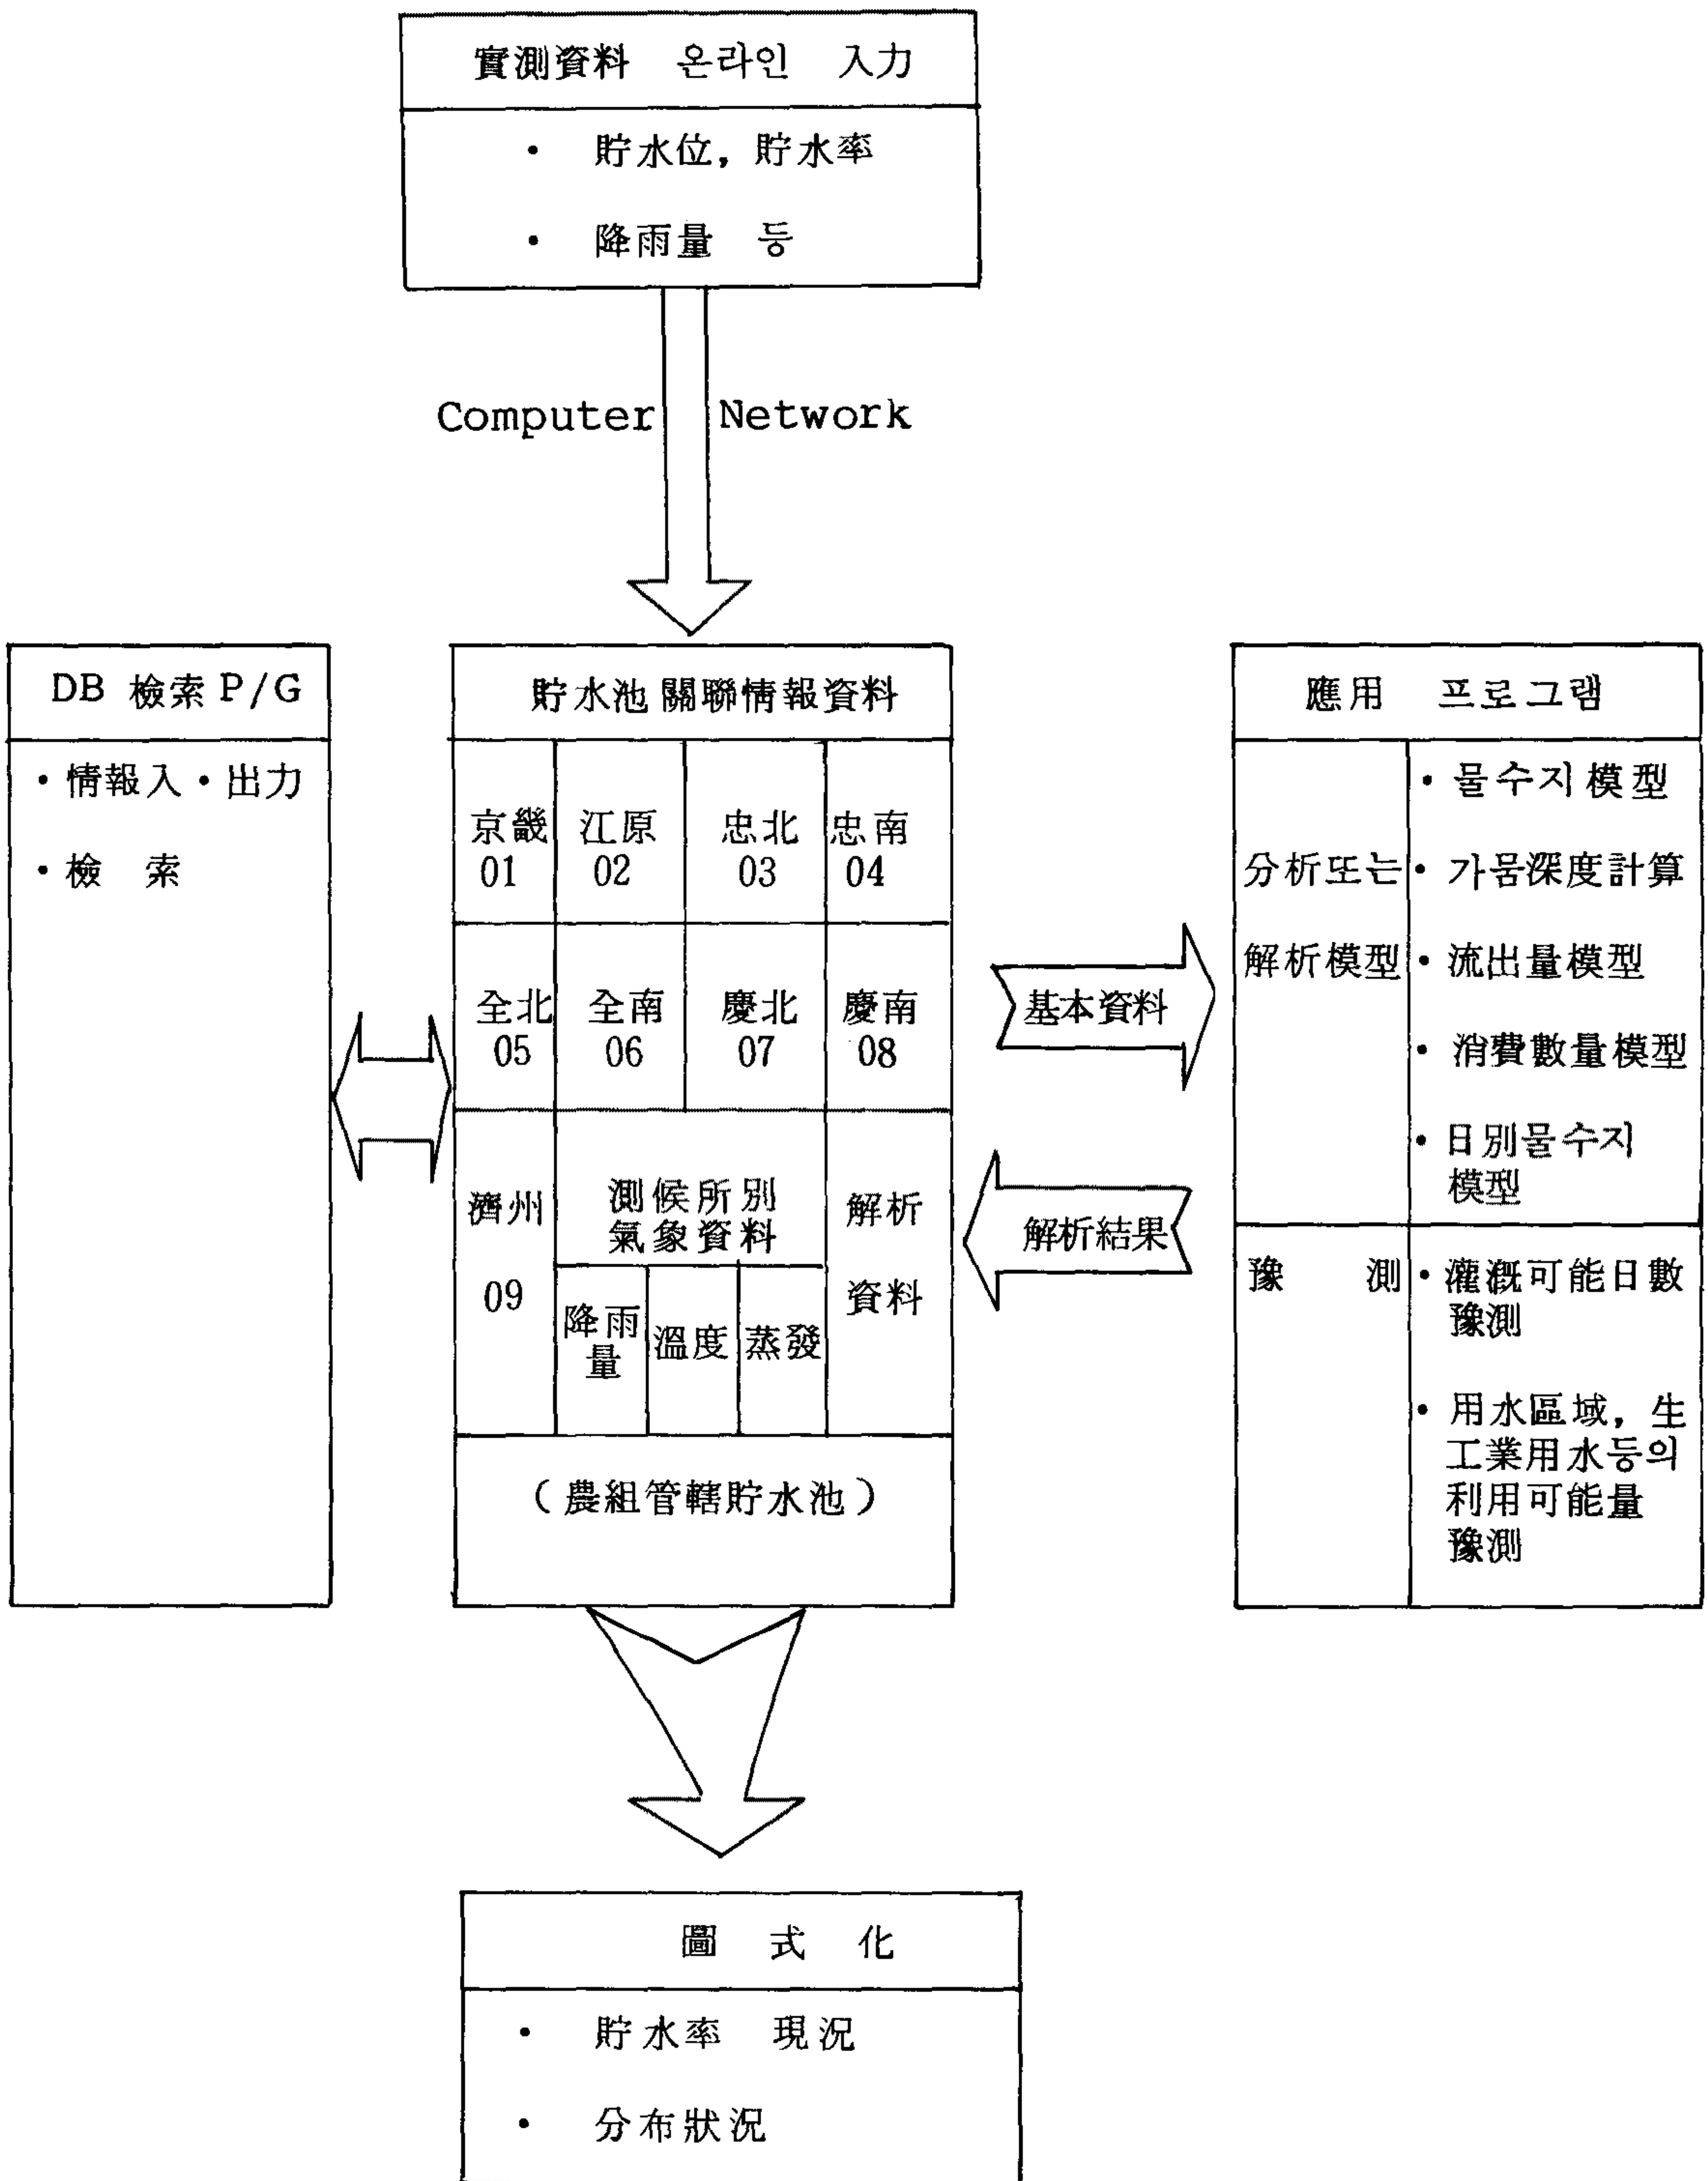 實測資料 온라인 入力
· 貯水位, 貯水率
· 降雨量 등
Computer Network
DB 檢索 P/G
· 情報入・出力
· 檢 索
貯水池 關聯情報資料
京畿 江原 忠北 忠南
01 02 03 04
全北 全南 慶北 慶南
05 06 07 08
濟州
09
測候所別
氣象資料
降雨
量
溫度
蒸發
解析
資料
(農組管轄貯水池)
基本資料
解析結果
應用 프로그램
分析또는
解析模型
· 물수지 模型
· 가뭄深度計算
· 流出量模型
· 消費數量模型
· 日別물수지
模型
豫 測
· 灌漑可能日數
豫測
· 用水區域, 生
工業用水등의
利用可能量
豫測
圖 式 化
· 貯水率 現況
· 分布狀況